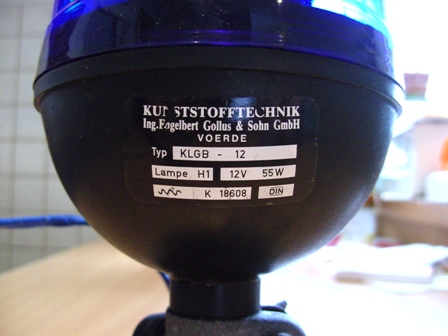 KUNSTSTOFFTECHNIK
Ing.Engelbert Gollus & Sohn GmbH
VOERDE
Typ KLGB - 12
Lampe H1 12V 55W
K 18608 DIN